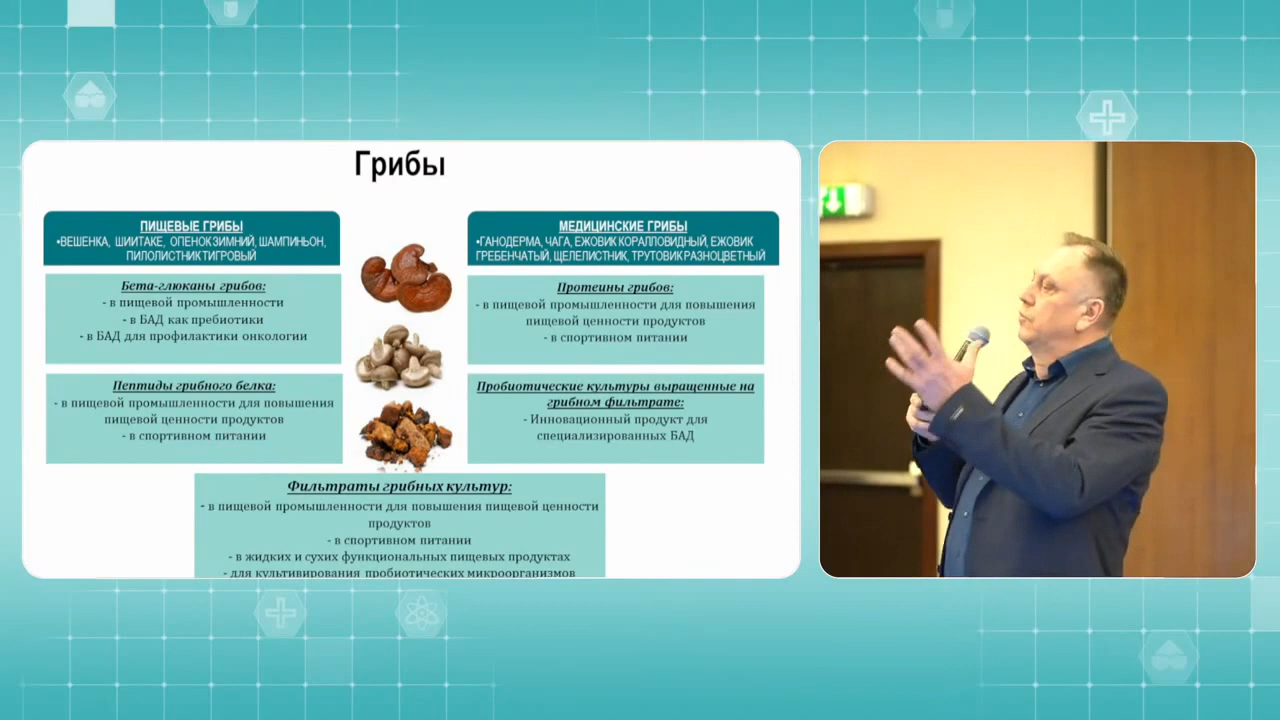 Грибы
ПИЩЕВЫЕ ГРИБЫ
•ВЕШЕНКА, ШИИТАКЕ, ОПЕНОК ЗИМНИЙ, ШАМПИНЬОН,
ПИЛОЛИСТНИК ТИГРОВЫЙ
Бета-глюканы грибов:
- в пищевой промышленности
- в БАД как пребиотики
- в БАД для профилактики онкологии
Пептиды грибного белка:
- в пищевой промышленности для повышения
пищевой ценности продуктов
- в спортивном питании
МЕДИЦИНСКИЕ ГРИБЫ
•ГАНОДЕРМА, ЧАГА, ЕЖОВИК КОРАЛЛОВИДНЫЙ, ЕЖОВИК
ГРЕБЕНЧАТЫЙ, ЩЕЛЕЛИСТНИК, ТРУТОВИК РАЗНОЦВЕТНЫЙ
Протеины грибов:
- в пищевой промышленности для повышения
пищевой ценности продуктов
- в спортивном питании
Пробиотические культуры выращенные на
грибном фильтрате:
- Инновационный продукт для
специализированных БАД
Фильтраты грибных культур:
- в пищевой промышленности для повышения пищевой ценности
продуктов
- в спортивном питании
- в жидких и сухих функциональных пищевых продуктах
- для культивирования пробиотических микроорганизмов